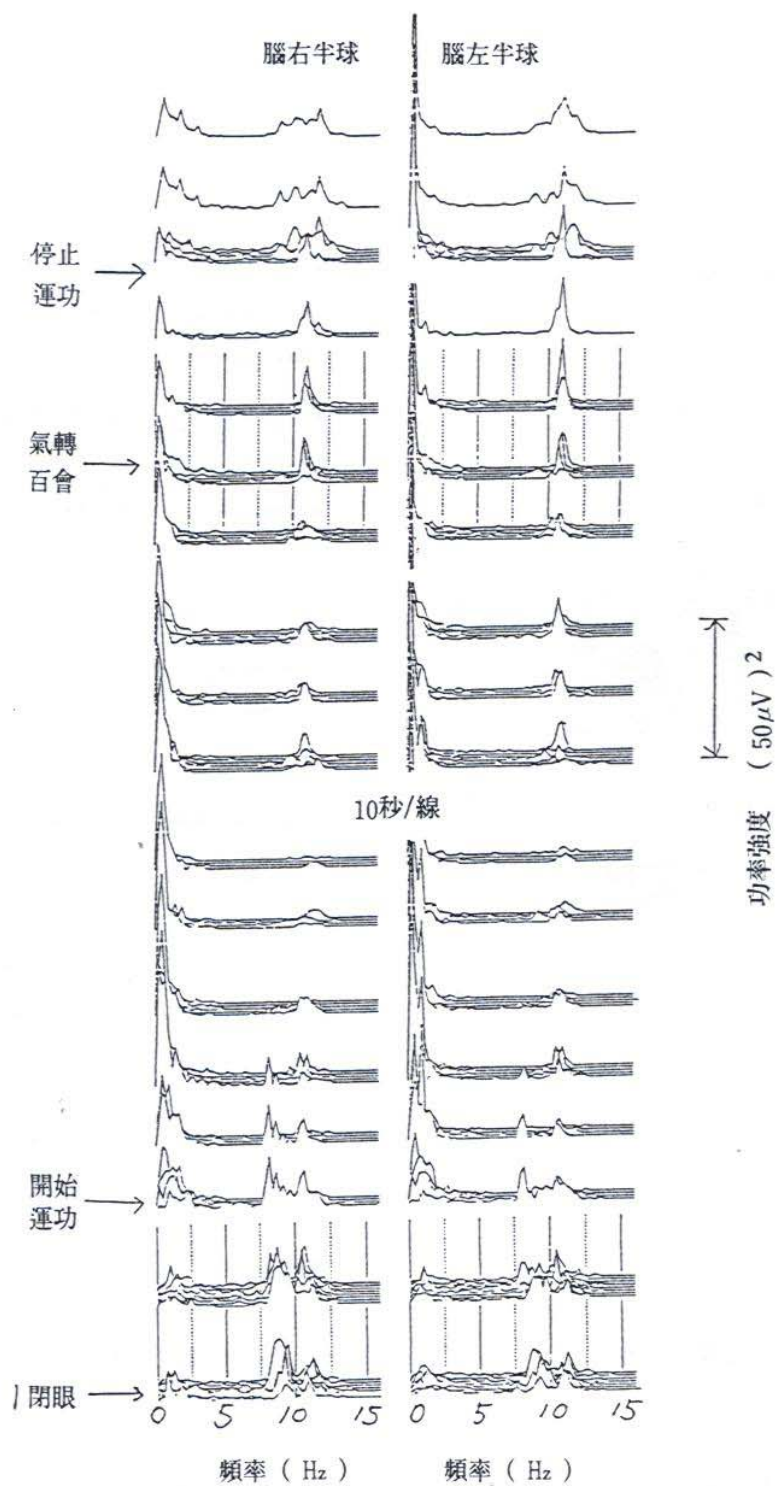 腦右半球 腦左半球
停止
運功
氣轉
百會
10秒/線
功率強度 (50μV)²
開始
運功
閉眼
0 5 10 15 0 5 10 15
頻率 ( Hz ) 頻率 ( Hz )